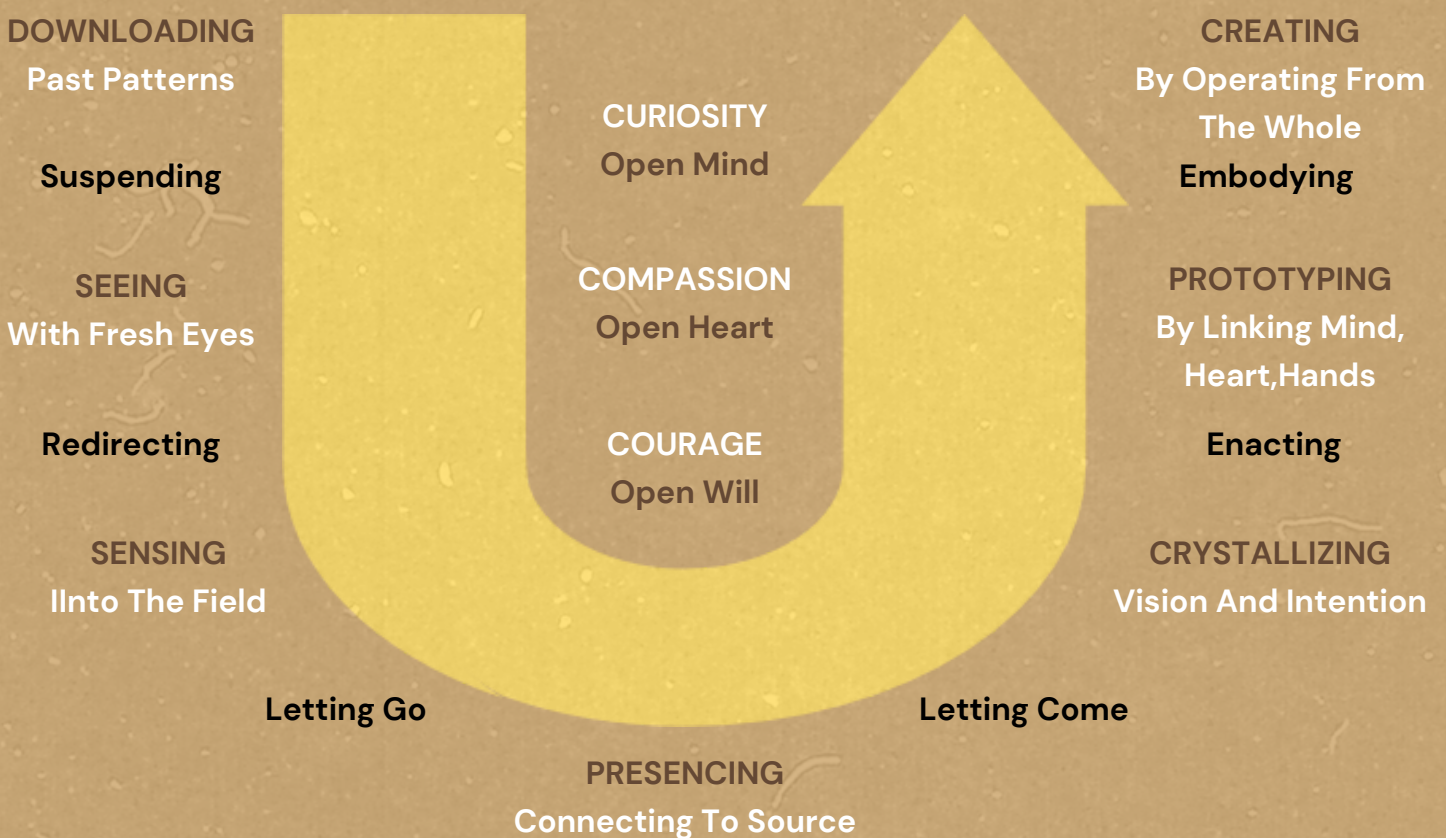 DOWNLOADING
Past Patterns
Suspending
SEEING
With Fresh Eyes
Redirecting
SENSING
IInto The Field
Letting Go
PRESENCING
Connecting To Source
Letting Come
CRYSTALLIZING
Vision And Intention
Enacting
PROTOTYPING
By Linking Mind,
Heart,Hands
Embodying
CREATING
By Operating From
The Whole
CURIOSITY
Open Mind
COMPASSION
Open Heart
COURAGE
Open Will